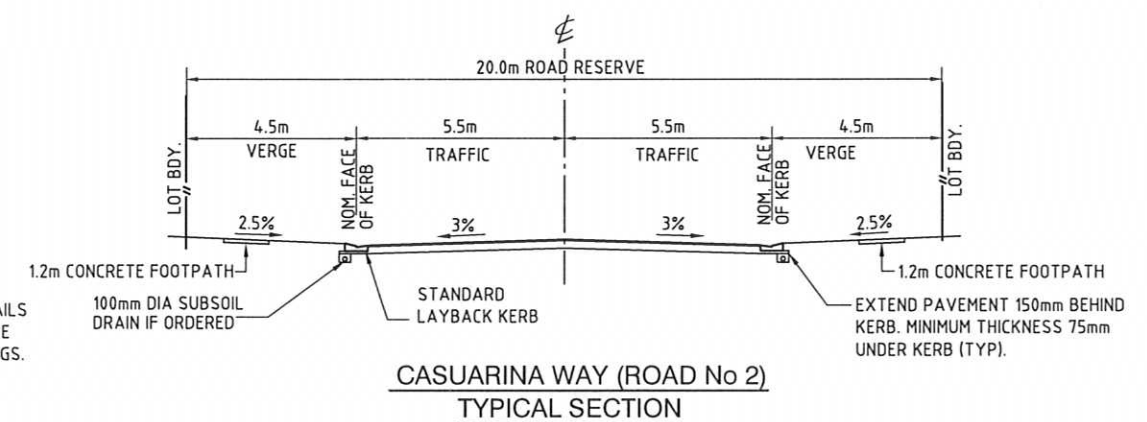 ℄
20.0m ROAD RESERVE
4.5m
VERGE
5.5m
TRAFFIC
5.5m
TRAFFIC
4.5m
VERGE
LOT BDY.
NOM. FACE
OF KERB
NOM. FACE
OF KERB
LOT BDY.
2.5%
3%
3%
2.5%
1.2m CONCRETE FOOTPATH
100mm DIA SUBSOIL
DRAIN IF ORDERED
STANDARD
LAYBACK KERB
1.2m CONCRETE FOOTPATH
EXTEND PAVEMENT 150mm BEHIND
KERB. MINIMUM THICKNESS 75mm
UNDER KERB (TYP).
AILS
E
GS.
CASUARINA WAY (ROAD No 2)
TYPICAL SECTION